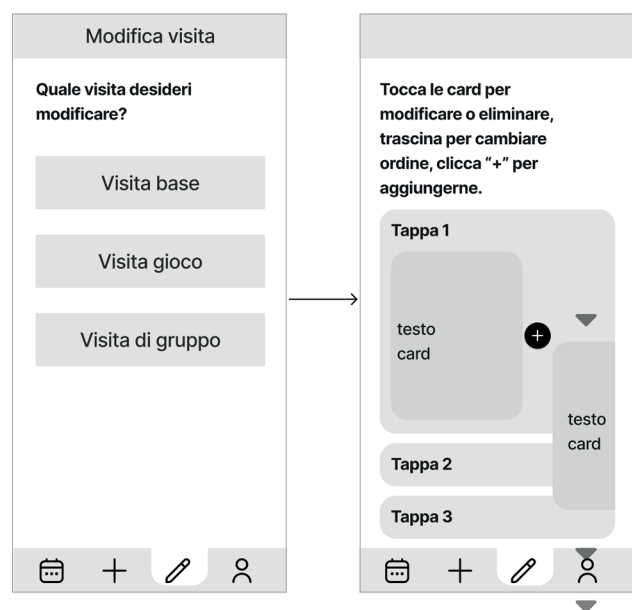 Modifica visita
Quale visita desideri
modificare?
Visita base
Visita gioco
Visita di gruppo
Tocca le card per
modificare o eliminare,
trascina per cambiare
ordine, clicca “+” per
aggiungerne.
Tappa 1
testo
card
testo
card
Tappa 2
Tappa 3